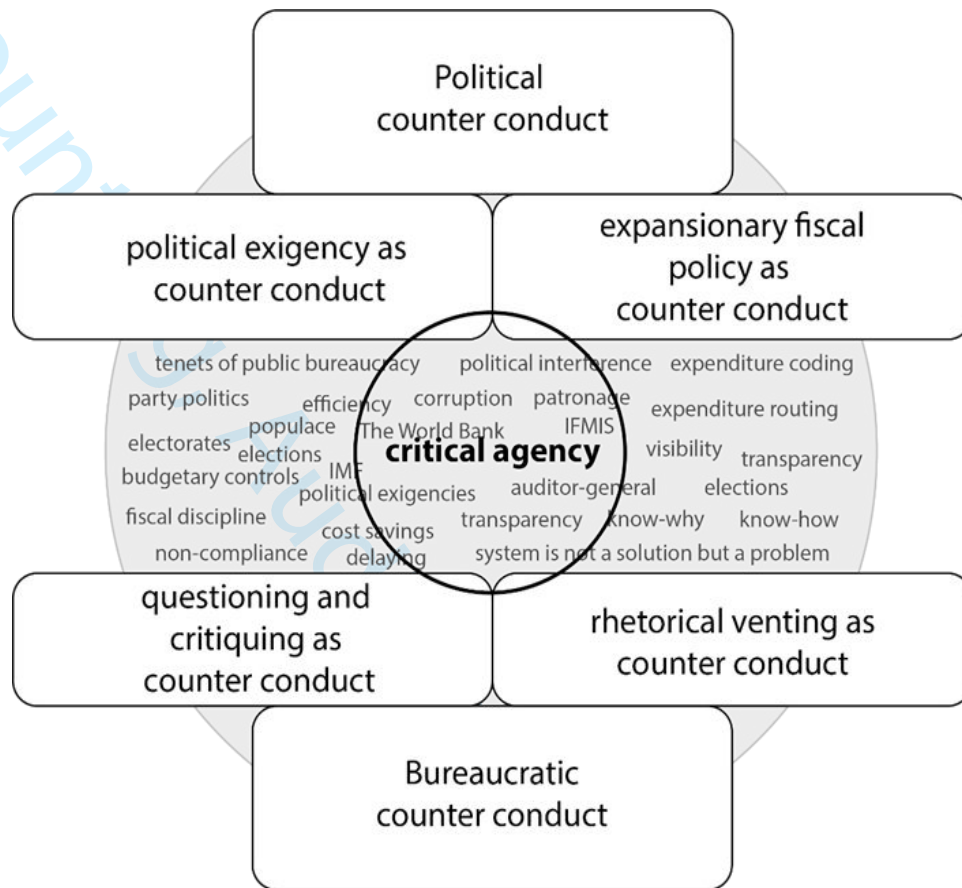 Political
counter conduct
political exigency as
counter conduct
expansionary fiscal
policy as
counter conduct
tenets of public bureaucracy political interference expenditure coding
party politics efficiency corruption patronage expenditure routing
populace The World Bank IFMIS
electorates elections critical agency visibility transparency
budgetary controls IMF political exigencies auditor-general elections
fiscal discipline cost savings transparency know-why know-how
non-compliance delaying system is not a solution but a problem
questioning and
critiquing as
counter conduct
rhetorical venting as
counter conduct
Bureaucratic
counter conduct